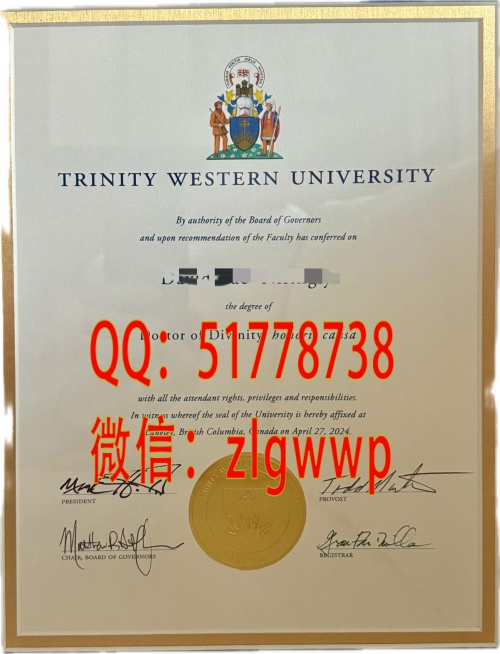 TRINITY WESTERN UNIVERSITY
By authority of the Board of Governors
and upon recommendation of the Faculty has conferred on
the degree of
Doctor of Divinity, honoris causa
QQ：51778738
with all the attendant rights, privileges and responsibilities.
In witness whereof the seal of the University is hereby affixed at
Langley, British Columbia, Canada on April 27, 2024.
微信：zlgwwp
PRESIDENT
PROVOST
CHAIR, BOARD OF GOVERNORS
REGISTRAR